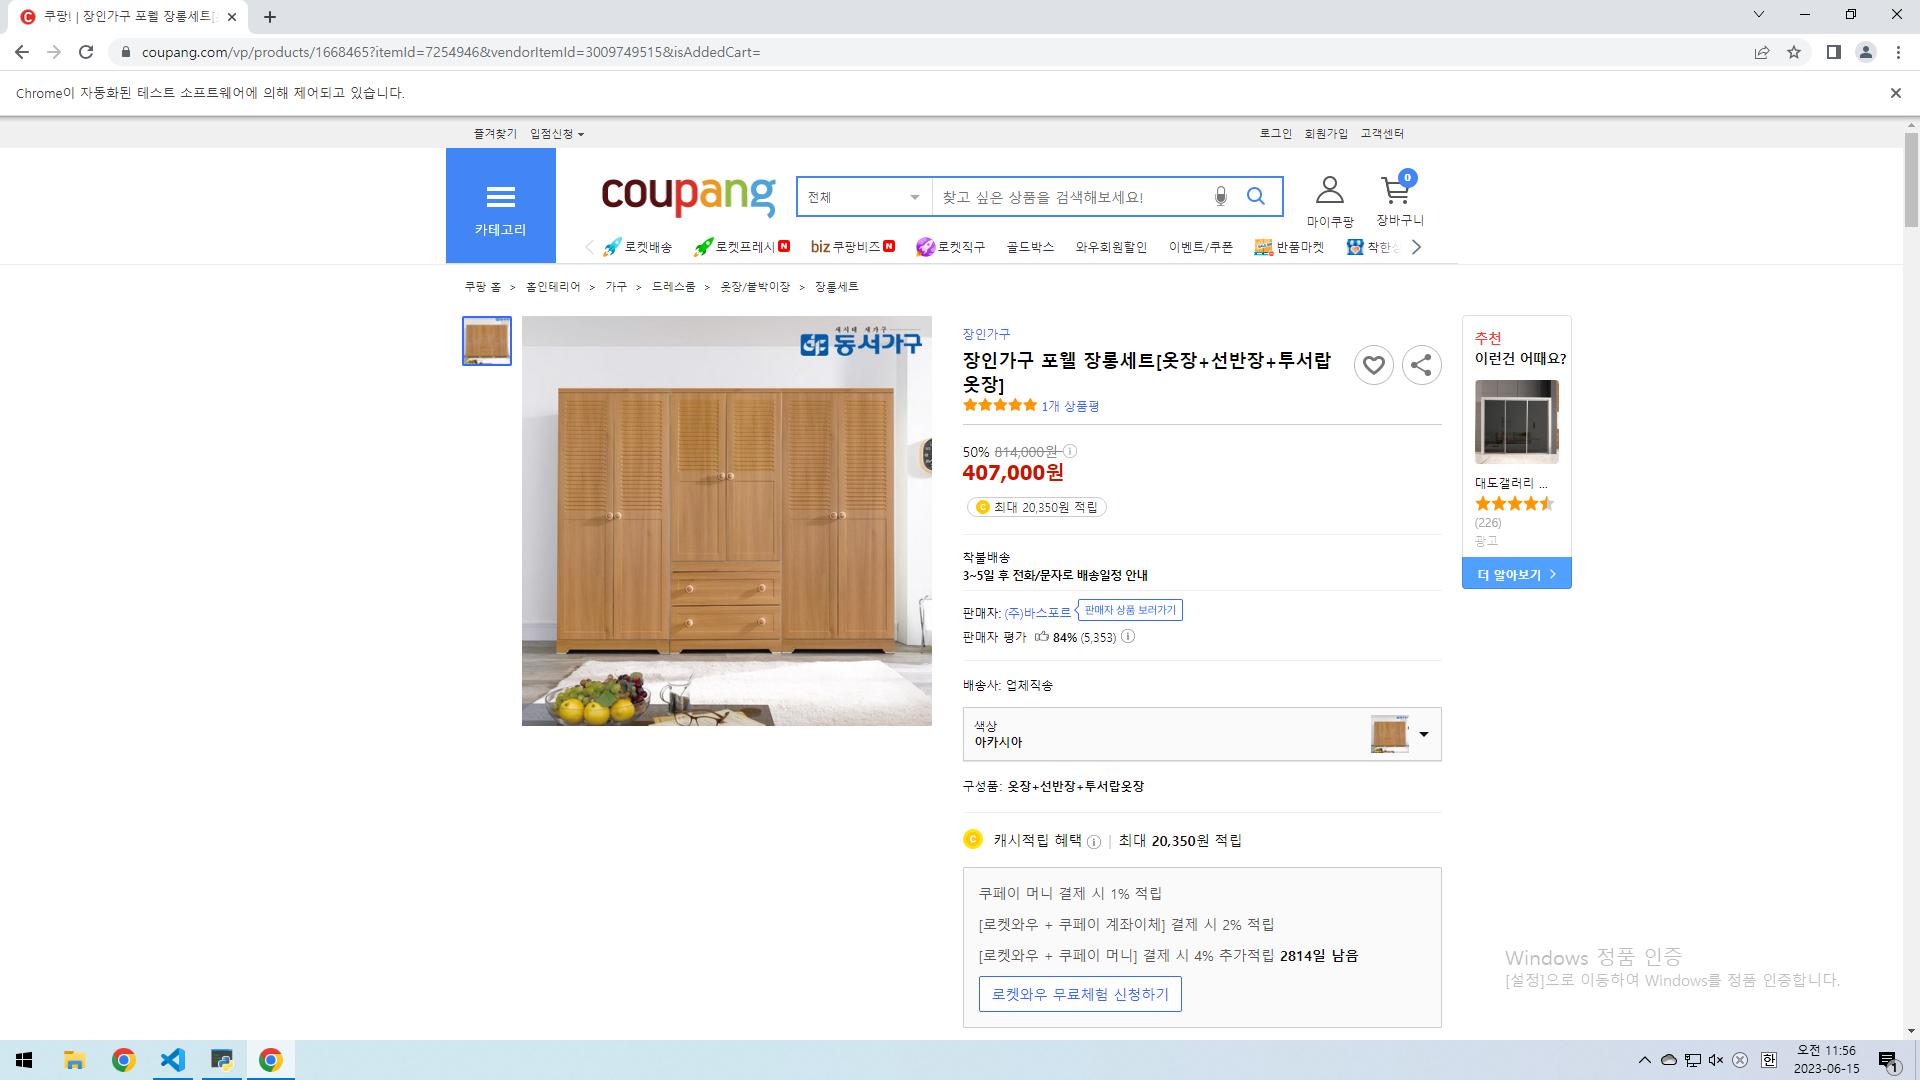 쿠팡! | 장인가구 포웰 장롱세트[옷
coupang.com/vp/products/1668465?itemId=7254946&vendorItemId=3009749515&isAddedCart=
Chrome이 자동화된 테스트 소프트웨어에 의해 제어되고 있습니다.
즐겨찾기 입점신청
로그인 회원가입 고객센터
카테고리
coupang
전체
찾고 싶은 상품을 검색해보세요!
마이쿠팡
0
장바구니
로켓배송 로켓프레시 N biz 쿠팡비즈 N 로켓직구 골드박스 와우회원할인 이벤트/쿠폰 반품마켓 착한상
쿠팡 홈 > 홈인테리어 > 가구 > 드레스룸 > 옷장/붙박이장 > 장롱세트
새시대 새가구
동서가구
장인가구
장인가구 포웰 장롱세트[옷장+선반장+투서랍
옷장]
1개 상품평
50% 814,000원
407,000원
최대 20,350원 적립
착불배송
3~5일 후 전화/문자로 배송일정 안내
판매자: (주)바스포르 판매자 상품 보러가기
판매자 평가 84% (5,353)
배송사: 업체직송
색상
아카시아
구성품: 옷장+선반장+투서랍옷장
캐시적립 혜택 | 최대 20,350원 적립
쿠페이 머니 결제 시 1% 적립
[로켓와우 + 쿠페이 계좌이체] 결제 시 2% 적립
[로켓와우 + 쿠페이 머니] 결제 시 4% 추가적립 2814일 남음
로켓와우 무료체험 신청하기
추천
이런건 어때요?
대도갤러리 ...
(226)
광고
더 알아보기
Windows 정품 인증
[설정]으로 이동하여 Windows를 정품 인증합니다.
한
오전 11:56
2023-06-15
1